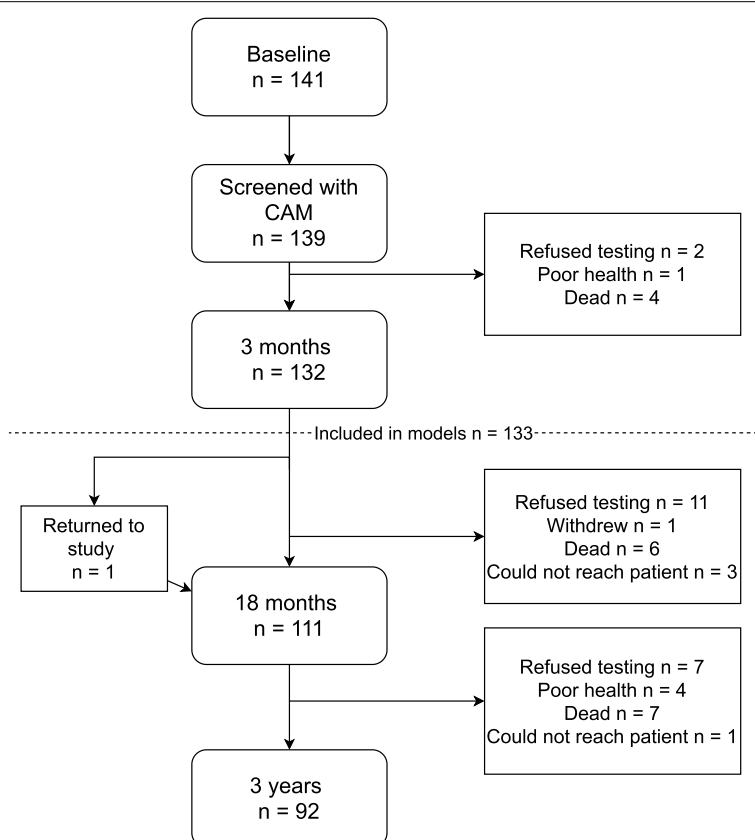 Baseline
n = 141
Screened with
CAM
n = 139
Refused testing n = 2
Poor health n = 1
Dead n = 4
3 months
n = 132
Included in models n = 133
Refused testing n = 11
Withdrew n = 1
Dead n = 6
Could not reach patient n = 3
Returned to
study
n = 1
18 months
n = 111
Refused testing n = 7
Poor health n = 4
Dead n = 7
Could not reach patient n = 1
3 years
n = 92